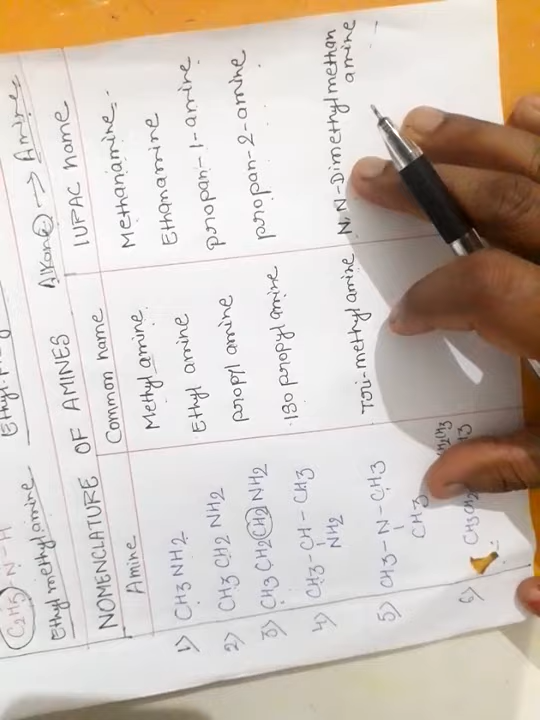 C2H5 - N - H
Ethyl methylamine
Alkane → Amine
NOMENCLATURE OF AMINES
Amine Common name IUPAC name
1) CH3 NH2 Methyl amine. Methanamine.
2) CH3 CH2 NH2 Ethyl amine Ethanamine
3) CH3 CH2 CH2 NH2 propyl amine propan-1-amine
4) CH3 - CH - CH3 iso propyl amine propan-2-amine
NH2
5) CH3 - N - CH3 Tri-methyl amine N,N-Dimethyl methan
CH3 amine
6) CH3 CH2